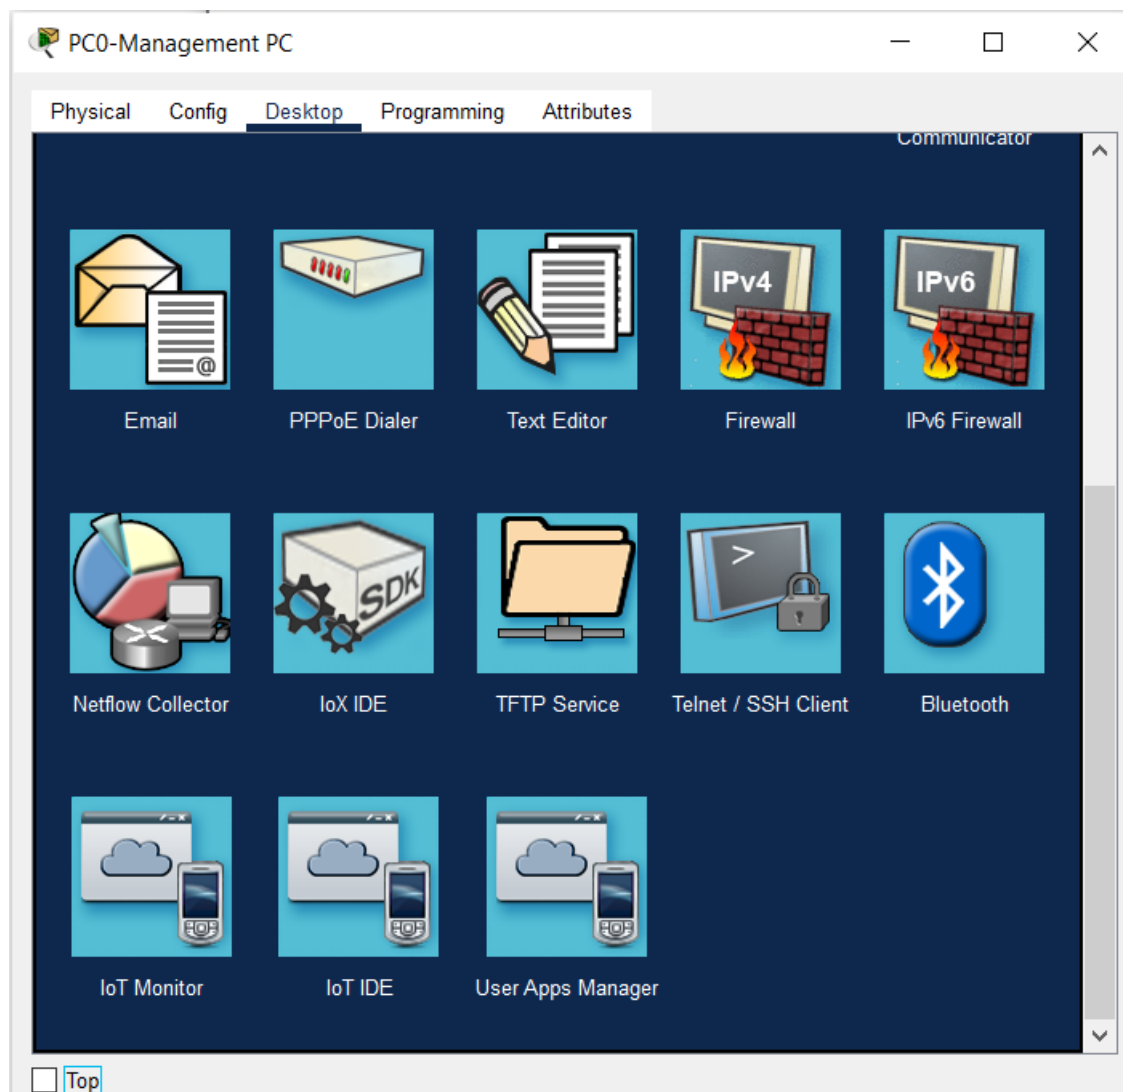 PC0-Management PC
Physical Config Desktop Programming Attributes
Communicator
IPv4 IPv6
@
Email PPPoE Dialer Text Editor Firewall IPv6 Firewall
SDK >
Netflow Collector IoX IDE TFTP Service Telnet / SSH Client Bluetooth
IoT Monitor IoT IDE User Apps Manager
Top